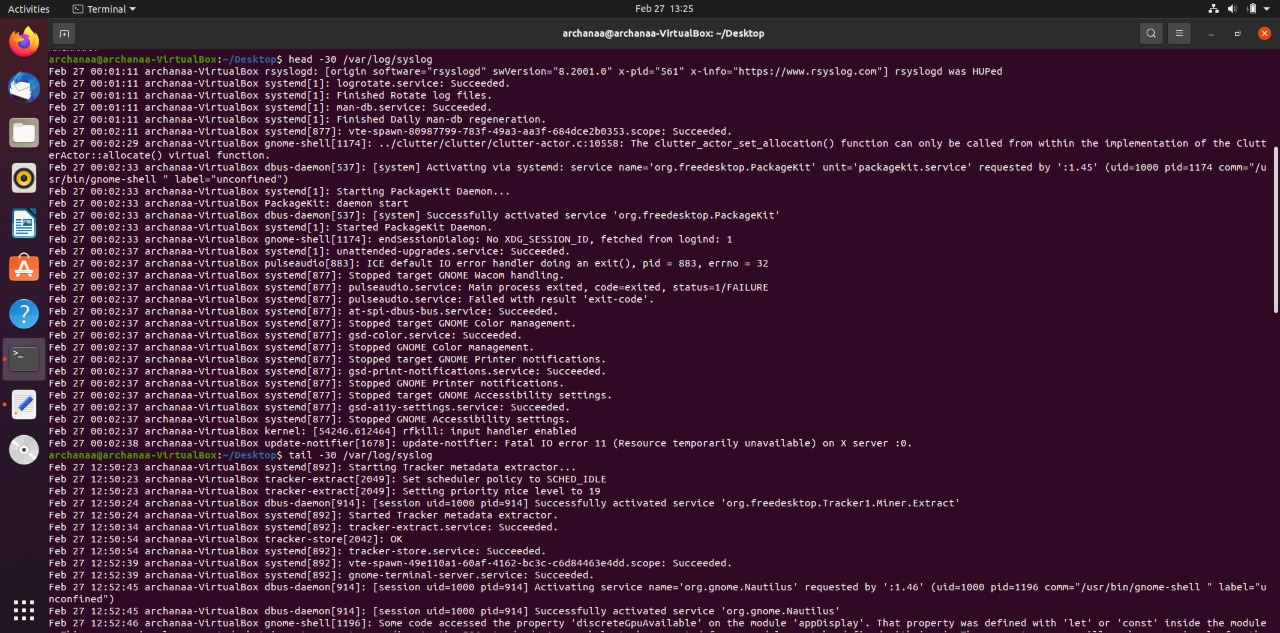 Activities
Terminal
Feb 27 13:25
archanaa@archanaa-VirtualBox: ~/Desktop
archanaa@archanaa-VirtualBox:~/Desktop$ head -30 /var/log/syslog
Feb 27 00:01:11 archanaa-VirtualBox rsyslogd: [origin software="rsyslogd" swVersion="8.2001.0" x-pid="561" x-info="https://www.rsyslog.com"] rsyslogd was HUPed
Feb 27 00:01:11 archanaa-VirtualBox systemd[1]: logrotate.service: Succeeded.
Feb 27 00:01:11 archanaa-VirtualBox systemd[1]: Finished Rotate log files.
Feb 27 00:01:11 archanaa-VirtualBox systemd[1]: man-db.service: Succeeded.
Feb 27 00:01:11 archanaa-VirtualBox systemd[1]: Finished Daily man-db regeneration.
Feb 27 00:02:11 archanaa-VirtualBox systemd[877]: vte-spawn-80987799-783f-49a3-aa3f-684dce2b0353.scope: Succeeded.
Feb 27 00:02:29 archanaa-VirtualBox gnome-shell[1174]: ../clutter/clutter/clutter-actor.c:10558: The clutter_actor_set_allocation() function can only be called from within the implementation of the Clutt
erActor::allocate() virtual function.
Feb 27 00:02:33 archanaa-VirtualBox dbus-daemon[537]: [system] Activating via systemd: service name='org.freedesktop.PackageKit' unit='packagekit.service' requested by ':1.45' (uid=1000 pid=1174 comm="/u
sr/bin/gnome-shell " label="unconfined")
Feb 27 00:02:33 archanaa-VirtualBox systemd[1]: Starting PackageKit Daemon...
Feb 27 00:02:33 archanaa-VirtualBox PackageKit: daemon start
Feb 27 00:02:33 archanaa-VirtualBox dbus-daemon[537]: [system] Successfully activated service 'org.freedesktop.PackageKit'
Feb 27 00:02:33 archanaa-VirtualBox systemd[1]: Started PackageKit Daemon.
Feb 27 00:02:33 archanaa-VirtualBox gnome-shell[1174]: endSessionDialog: No XDG_SESSION_ID, fetched from logind: 1
Feb 27 00:02:37 archanaa-VirtualBox systemd[1]: unattended-upgrades.service: Succeeded.
Feb 27 00:02:37 archanaa-VirtualBox pulseaudio[883]: ICE default IO error handler doing an exit(), pid = 883, errno = 32
Feb 27 00:02:37 archanaa-VirtualBox systemd[877]: Stopped target GNOME Wacom handling.
Feb 27 00:02:37 archanaa-VirtualBox systemd[877]: pulseaudio.service: Main process exited, code=exited, status=1/FAILURE
Feb 27 00:02:37 archanaa-VirtualBox systemd[877]: pulseaudio.service: Failed with result 'exit-code'.
Feb 27 00:02:37 archanaa-VirtualBox systemd[877]: at-spi-dbus-bus.service: Succeeded.
Feb 27 00:02:37 archanaa-VirtualBox systemd[877]: Stopped target GNOME Color management.
Feb 27 00:02:37 archanaa-VirtualBox systemd[877]: gsd-color.service: Succeeded.
Feb 27 00:02:37 archanaa-VirtualBox systemd[877]: Stopped GNOME Color management.
Feb 27 00:02:37 archanaa-VirtualBox systemd[877]: Stopped target GNOME Printer notifications.
Feb 27 00:02:37 archanaa-VirtualBox systemd[877]: gsd-print-notifications.service: Succeeded.
Feb 27 00:02:37 archanaa-VirtualBox systemd[877]: Stopped GNOME Printer notifications.
Feb 27 00:02:37 archanaa-VirtualBox systemd[877]: Stopped target GNOME Accessibility settings.
Feb 27 00:02:37 archanaa-VirtualBox systemd[877]: gsd-a11y-settings.service: Succeeded.
Feb 27 00:02:37 archanaa-VirtualBox systemd[877]: Stopped GNOME Accessibility settings.
Feb 27 00:02:37 archanaa-VirtualBox kernel: [54246.612464] rfkill: input handler enabled
Feb 27 00:02:38 archanaa-VirtualBox update-notifier[1678]: update-notifier: Fatal IO error 11 (Resource temporarily unavailable) on X server :0.
archanaa@archanaa-VirtualBox:~/Desktop$ tail -30 /var/log/syslog
Feb 27 12:50:23 archanaa-VirtualBox systemd[892]: Starting Tracker metadata extractor...
Feb 27 12:50:23 archanaa-VirtualBox tracker-extract[2049]: Set scheduler policy to SCHED_IDLE
Feb 27 12:50:23 archanaa-VirtualBox tracker-extract[2049]: Setting priority nice level to 19
Feb 27 12:50:24 archanaa-VirtualBox dbus-daemon[914]: [session uid=1000 pid=914] Successfully activated service 'org.freedesktop.Tracker1.Miner.Extract'
Feb 27 12:50:24 archanaa-VirtualBox systemd[892]: Started Tracker metadata extractor.
Feb 27 12:50:34 archanaa-VirtualBox systemd[892]: tracker-extract.service: Succeeded.
Feb 27 12:50:54 archanaa-VirtualBox tracker-store[2042]: OK
Feb 27 12:50:54 archanaa-VirtualBox systemd[892]: tracker-store.service: Succeeded.
Feb 27 12:52:39 archanaa-VirtualBox systemd[892]: vte-spawn-49e110a1-60af-4162-bc3c-c6d84463e4dd.scope: Succeeded.
Feb 27 12:52:39 archanaa-VirtualBox systemd[892]: gnome-terminal-server.service: Succeeded.
Feb 27 12:52:45 archanaa-VirtualBox dbus-daemon[914]: [session uid=1000 pid=914] Activating service name='org.gnome.Nautilus' requested by ':1.46' (uid=1000 pid=1196 comm="/usr/bin/gnome-shell " label="u
nconfined")
Feb 27 12:52:45 archanaa-VirtualBox dbus-daemon[914]: [session uid=1000 pid=914] Successfully activated service 'org.gnome.Nautilus'
Feb 27 12:52:46 archanaa-VirtualBox gnome-shell[1196]: Some code accessed the property 'discreteGpuAvailable' on the module 'appDisplay'. That property was defined with 'let' or 'const' inside the module